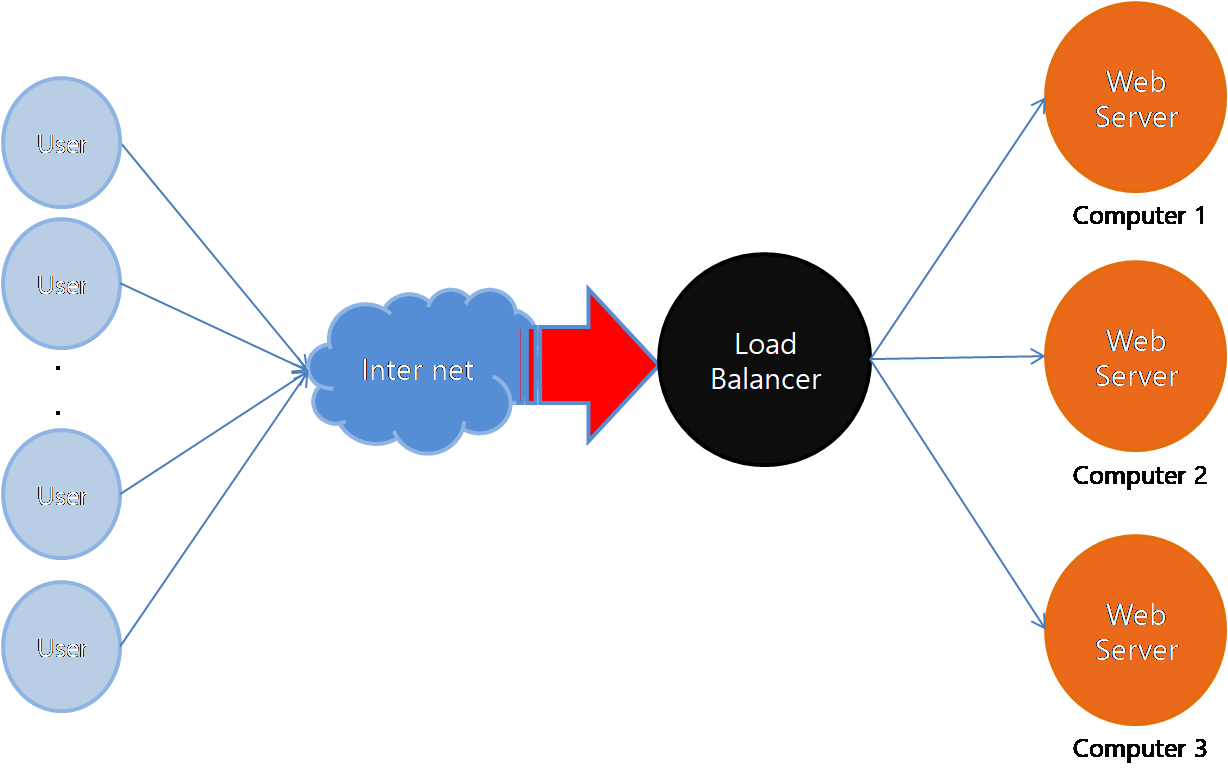 User
User
.
.
User
User
Inter net
Load
Balancer
Web
Server
Computer 1
Web
Server
Computer 2
Web
Server
Computer 3